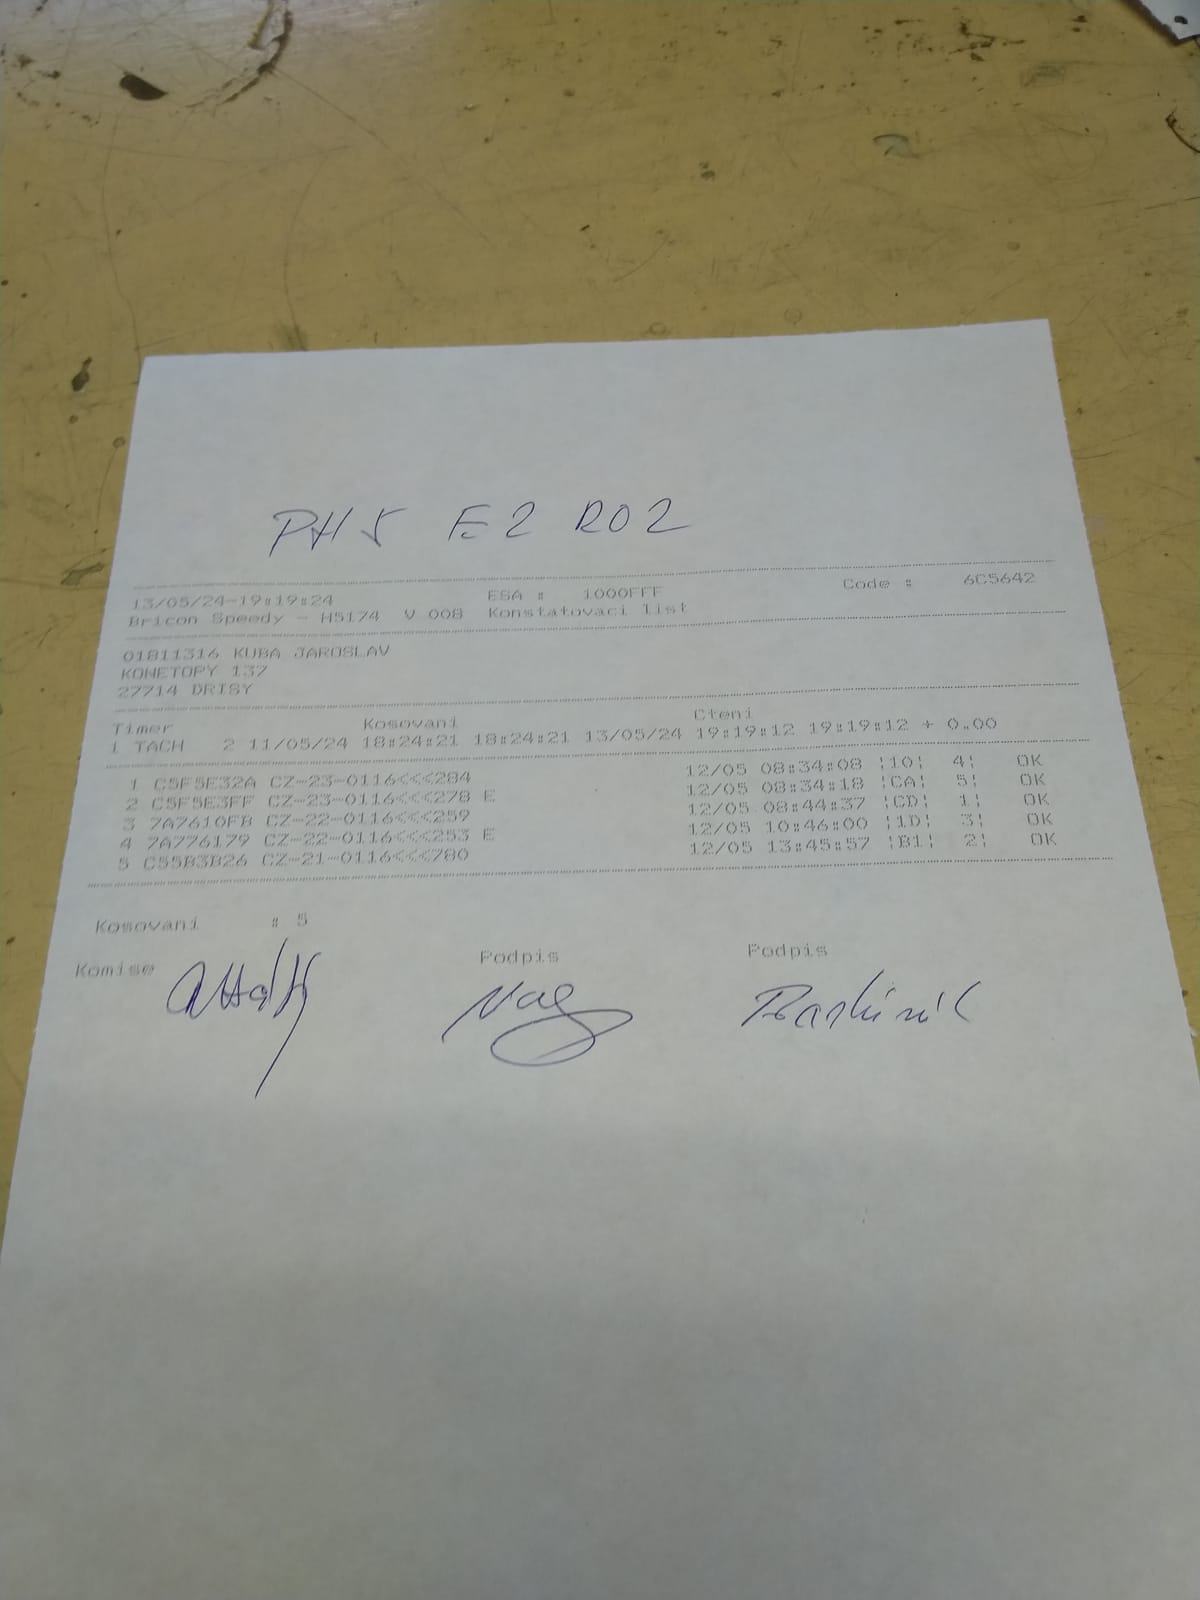 PH5 E2 RO2
13/05/24-19:19:24 ESA : 1000FFF Code : 6C5642
Bricon Speedy - H5174 V 008 Konstatovaci list
01811316 KUBA JAROSLAV
KONETOPY 137
27714 DRISY
Timer Kosovani Cteni
1 TACH 2 11/05/24 18:24:21 18:24:21 13/05/24 19:19:12 19:19:12 + 0.00
1 C5F5E32A CZ-23-0116<<<284 12/05 08:34:08 ¦10¦ 4¦ OK
2 C5F5E3FF CZ-23-0116<<<278 E 12/05 08:34:18 ¦CA¦ 5¦ OK
3 7A7610FB CZ-22-0116<<<259 12/05 08:44:37 ¦CD¦ 1¦ OK
4 7A776179 CZ-22-0116<<<253 E 12/05 10:46:00 ¦1D¦ 3¦ OK
5 C55B3B26 CZ-21-0116<<<780 12/05 13:45:57 ¦B1¦ 2¦ OK
Kosovani : 5
Komise Podpis Podpis